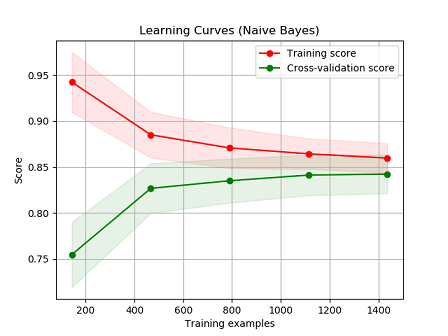 Learning Curves (Naive Bayes)
Training score
Cross-validation score
0.95
0.90
0.85
0.80
0.75
Score
200 400 600 800 1000 1200 1400
Training examples